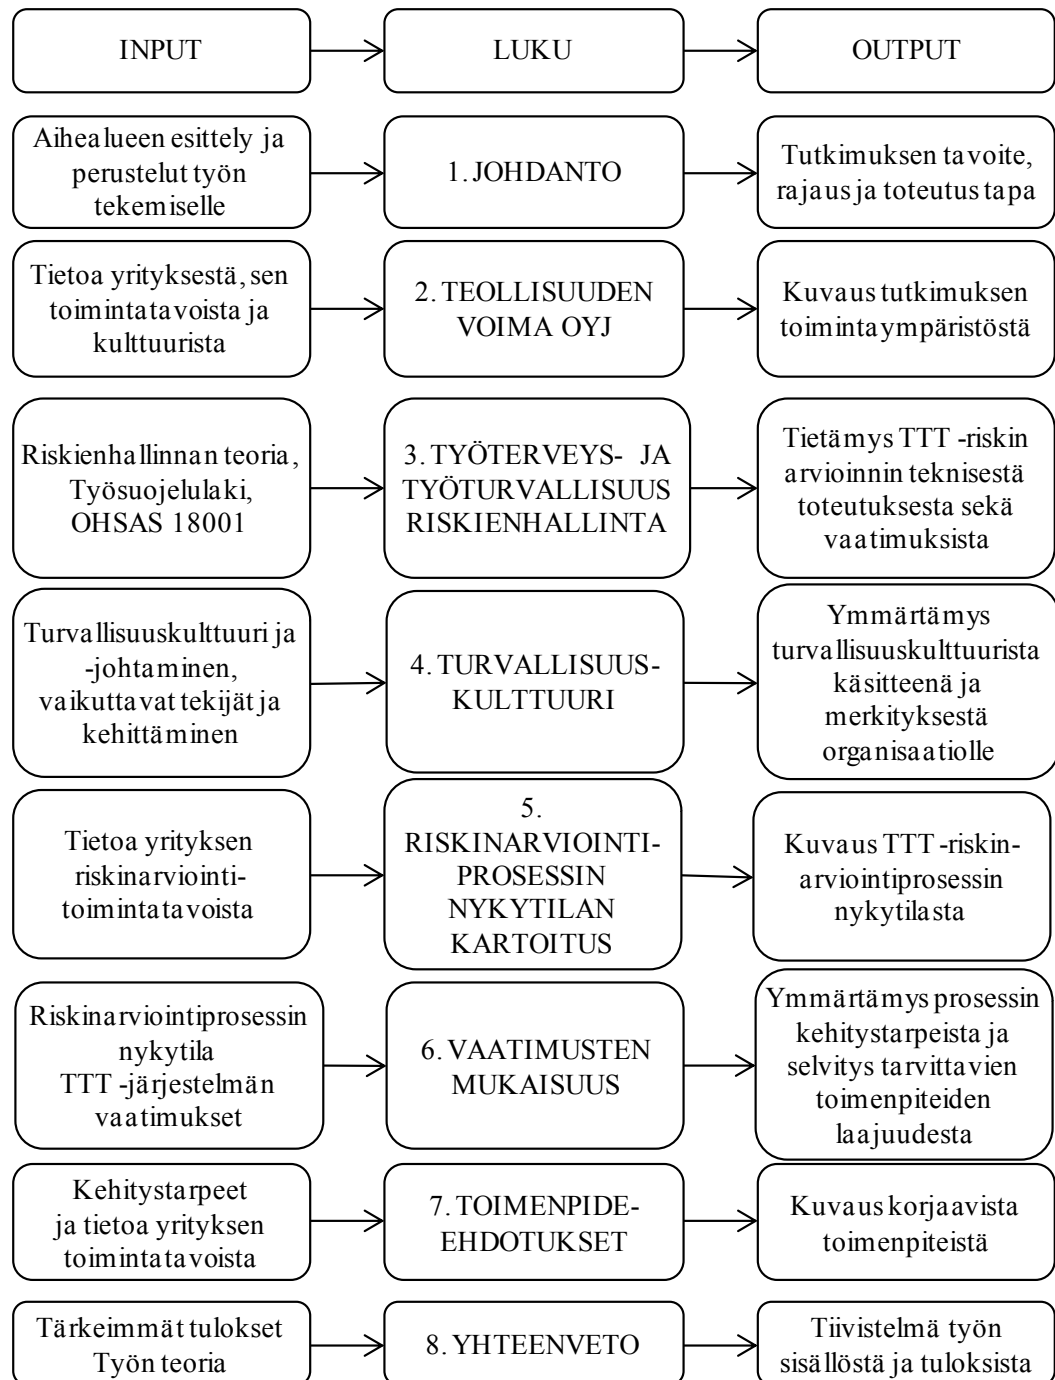 INPUT
LUKU
OUTPUT
Aihealueen esittely ja
perustelut työn
tekemiselle
1. JOHDANTO
Tutkimuksen tavoite,
rajaus ja toteutus tapa
Tietoa yrityksestä, sen
toimintatavoista ja
kulttuurista
2. TEOLLISUUDEN
VOIMA OYJ
Kuvaus tutkimuksen
toimintaympäristöstä
Riskienhallinnan teoria,
Työsuojelulaki,
OHSAS 18001
3. TYÖTERVEYS- JA
TYÖTURVALLISUUS
RISKIENHALLINTA
Tietämys TTT -riskin
arvioinnin teknisestä
toteutuksesta sekä
vaatimuksista
Turvallisuuskulttuuri ja
-johtaminen,
vaikuttavat tekijät ja
kehittäminen
4. TURVALLISUUS-
KULTTUURI
Ymmärtämys
turvallisuuskulttuurista
käsitteenä ja
merkityksestä
organisaatiolle
Tietoa yrityksen
riskinarviointi-
toimintatavoista
5.
RISKINARVIOINTI-
PROSESSIN
NYKYTILAN
KARTOITUS
Kuvaus TTT -riskin-
arviointiprosessin
nykytilasta
Riskinarviointiprosessin
nykytila
TTT -järjestelmän
vaatimukset
6. VAATIMUSTEN
MUKAISUUS
Ymmärtämys prosessin
kehitystarpeista ja
selvitys tarvittavien
toimenpiteiden
laajuudesta
Kehitystarpeet
ja tietoa yrityksen
toimintatavoista
7. TOIMENPIDE-
EHDOTUKSET
Kuvaus korjaavista
toimenpiteistä
Tärkeimmät tulokset
Työn teoria
8. YHTEENVETO
Tiivistelmä työn
sisällöstä ja tuloksista